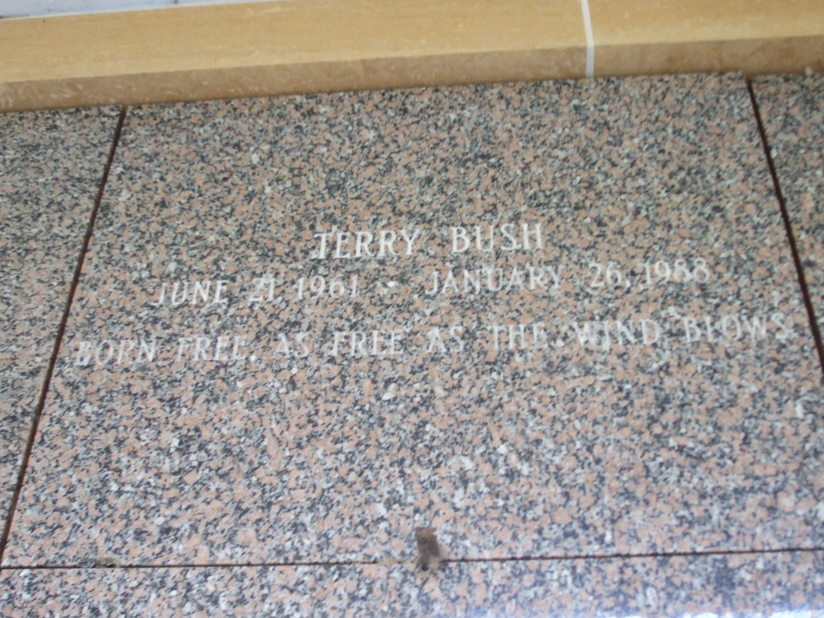 TERRY BUSH
JUNE 21, 1961 • JANUARY 26, 1988
BORN FREE, AS FREE AS THE WIND BLOWS